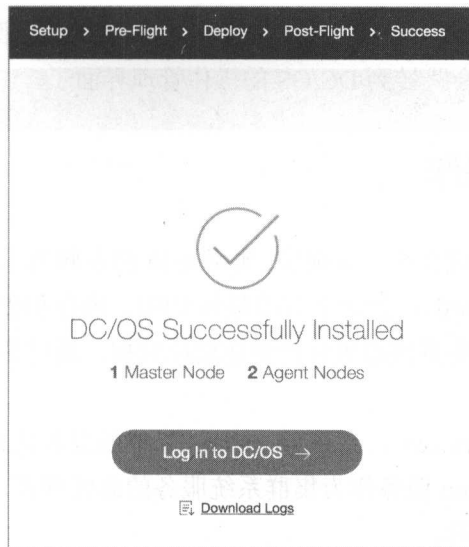 Setup > Pre-Flight > Deploy > Post-Flight > Success
DC/OS Successfully Installed
1 Master Node 2 Agent Nodes
Log In to DC/OS →
Download Logs